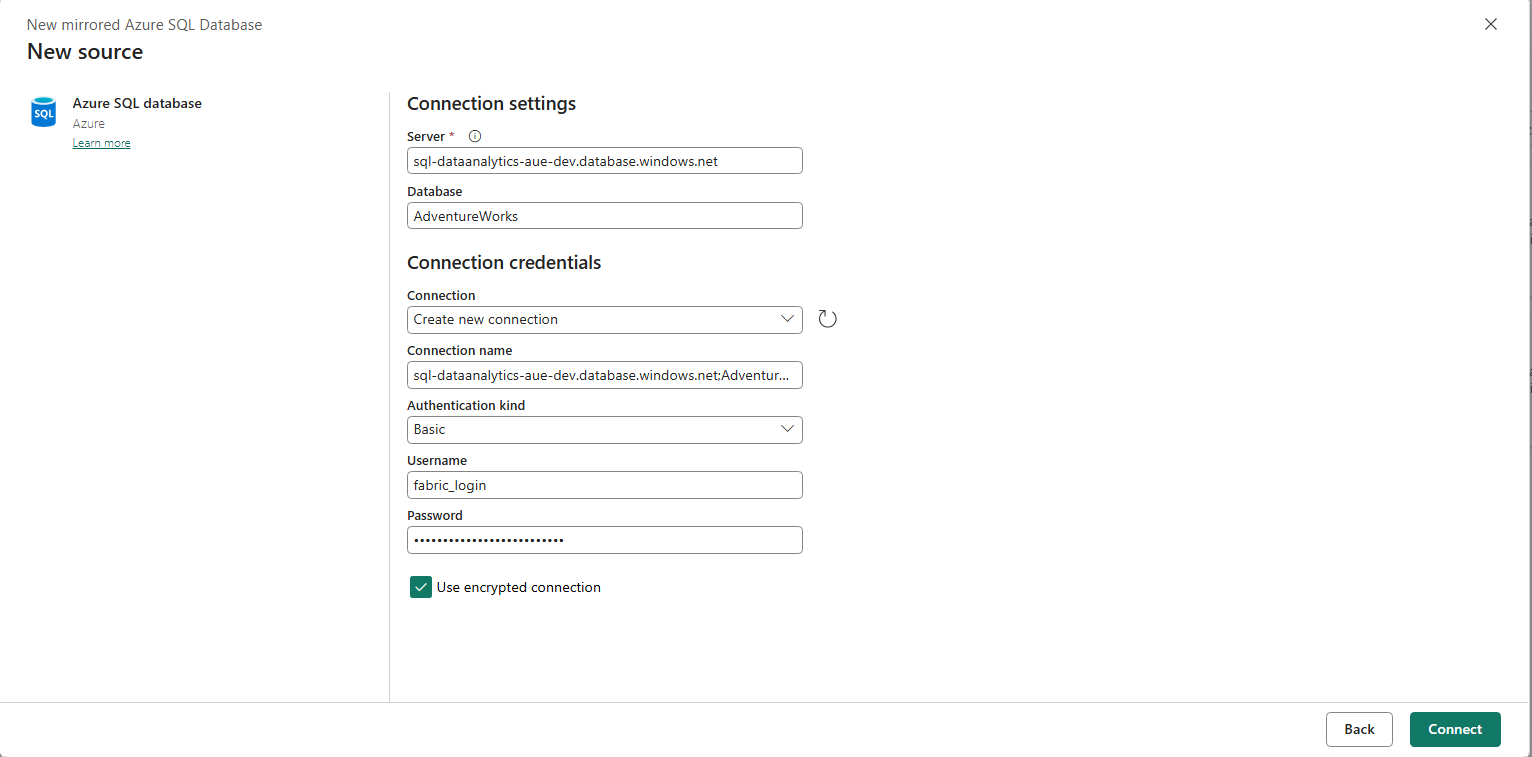 New mirrored Azure SQL Database
New source
SQL
Azure SQL database
Azure
Learn more
Connection settings
Server *
sql-dataanalytics-aue-dev.database.windows.net
Database
AdventureWorks
Connection credentials
Connection
Create new connection
Connection name
sql-dataanalytics-aue-dev.database.windows.net;Adventur...
Authentication kind
Basic
Username
fabric_login
Password
••••••••••••••••••••••••••
Use encrypted connection
Back
Connect